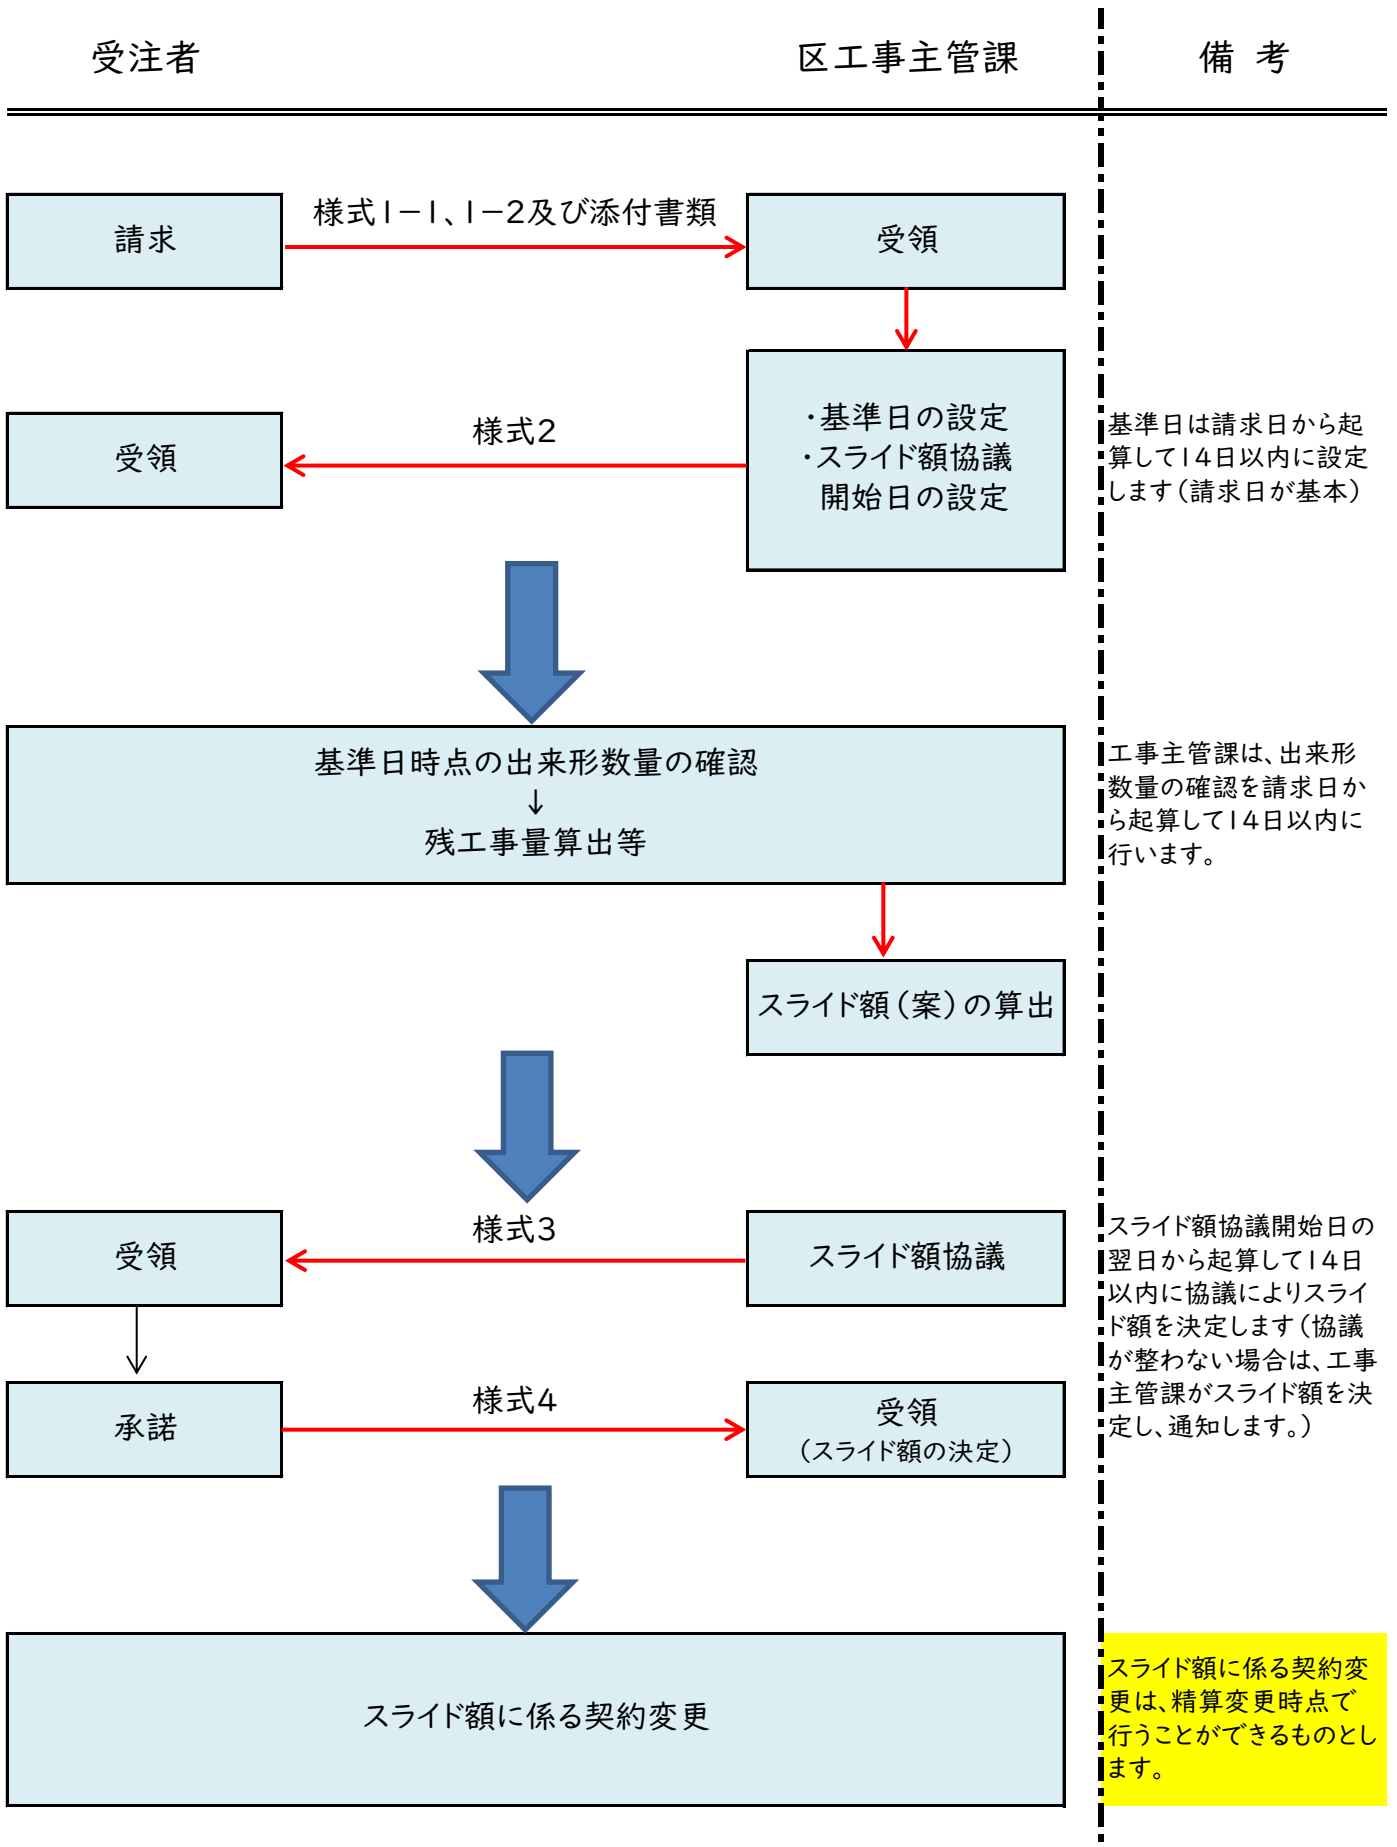 受注者
区工事主管課
備 考
請求
様式1－1、1－2及び添付書類
受領
・基準日の設定
・スライド額協議
開始日の設定
様式2
受領
基準日は請求日から起
算して14日以内に設定
します（請求日が基本）
基準日時点の出来形数量の確認
↓
残工事量算出等
工事主管課は、出来形
数量の確認を請求日か
ら起算して14日以内に
行います。
スライド額（案）の算出
受領
様式3
スライド額協議
スライド額協議開始日の
翌日から起算して14日
以内に協議によりスライ
ド額を決定します（協議
が整わない場合は、工事
主管課がスライド額を決
定し、通知します。）
承諾
様式4
受領
（スライド額の決定）
スライド額に係る契約変更
スライド額に係る契約変
更は、精算変更時点で
行うことができるものとし
ます。